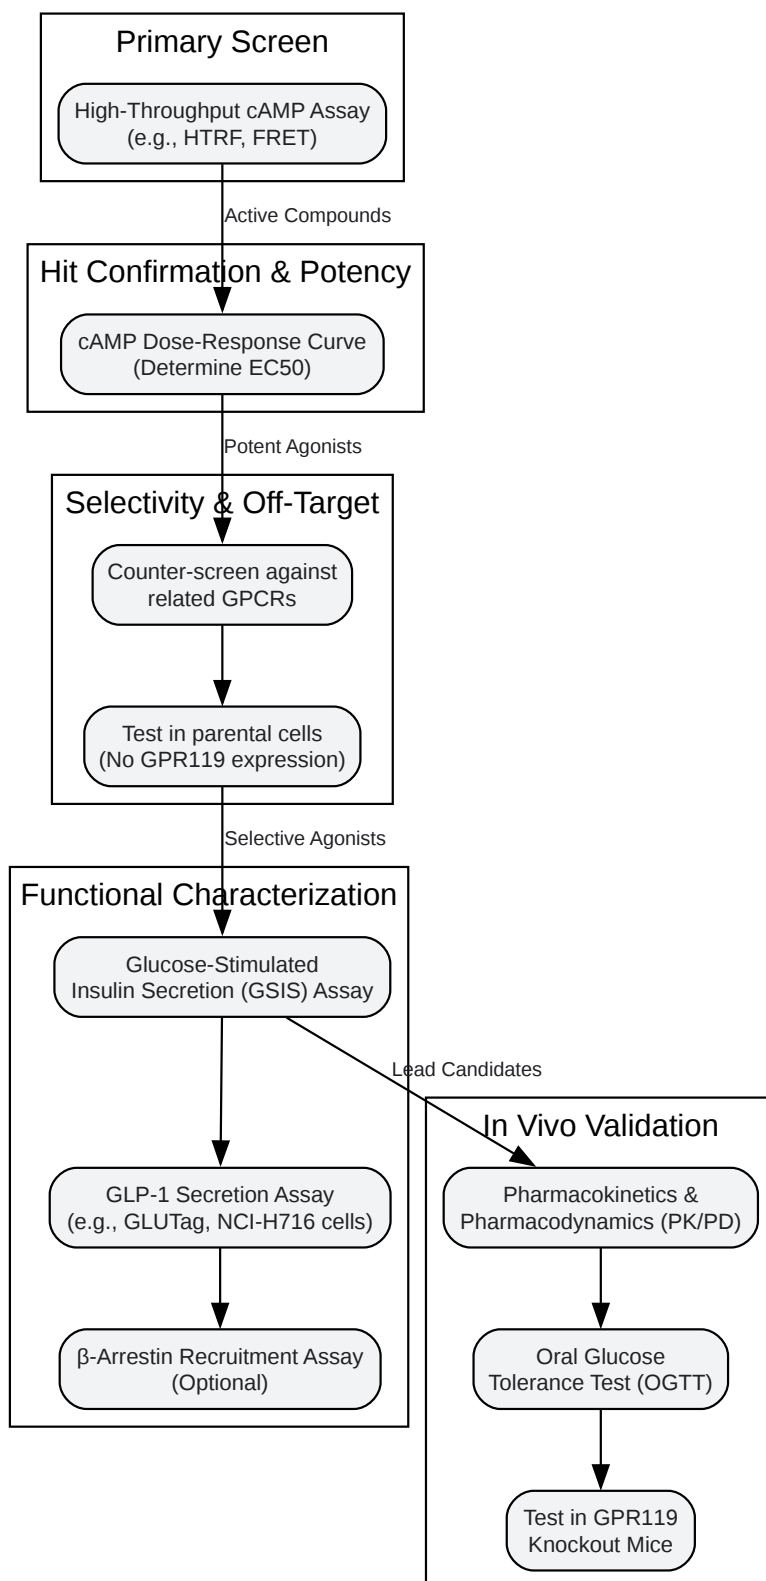 Primary Screen
High-Throughput cAMP Assay
(e.g., HTRF, FRET)
Active Compounds
Hit Confirmation & Potency
cAMP Dose-Response Curve
(Determine EC50)
Potent Agonists
Selectivity & Off-Target
Counter-screen against
related GPCRs
Test in parental cells
(No GPR119 expression)
Selective Agonists
Functional Characterization
Glucose-Stimulated
Insulin Secretion (GSIS) Assay
Lead Candidates
GLP-1 Secretion Assay
(e.g., GLUTag, NCI-H716 cells)
β-Arrestin Recruitment Assay
(Optional)
In Vivo Validation
Pharmacokinetics &
Pharmacodynamics (PK/PD)
Oral Glucose
Tolerance Test (OGTT)
Test in GPR119
Knockout Mice